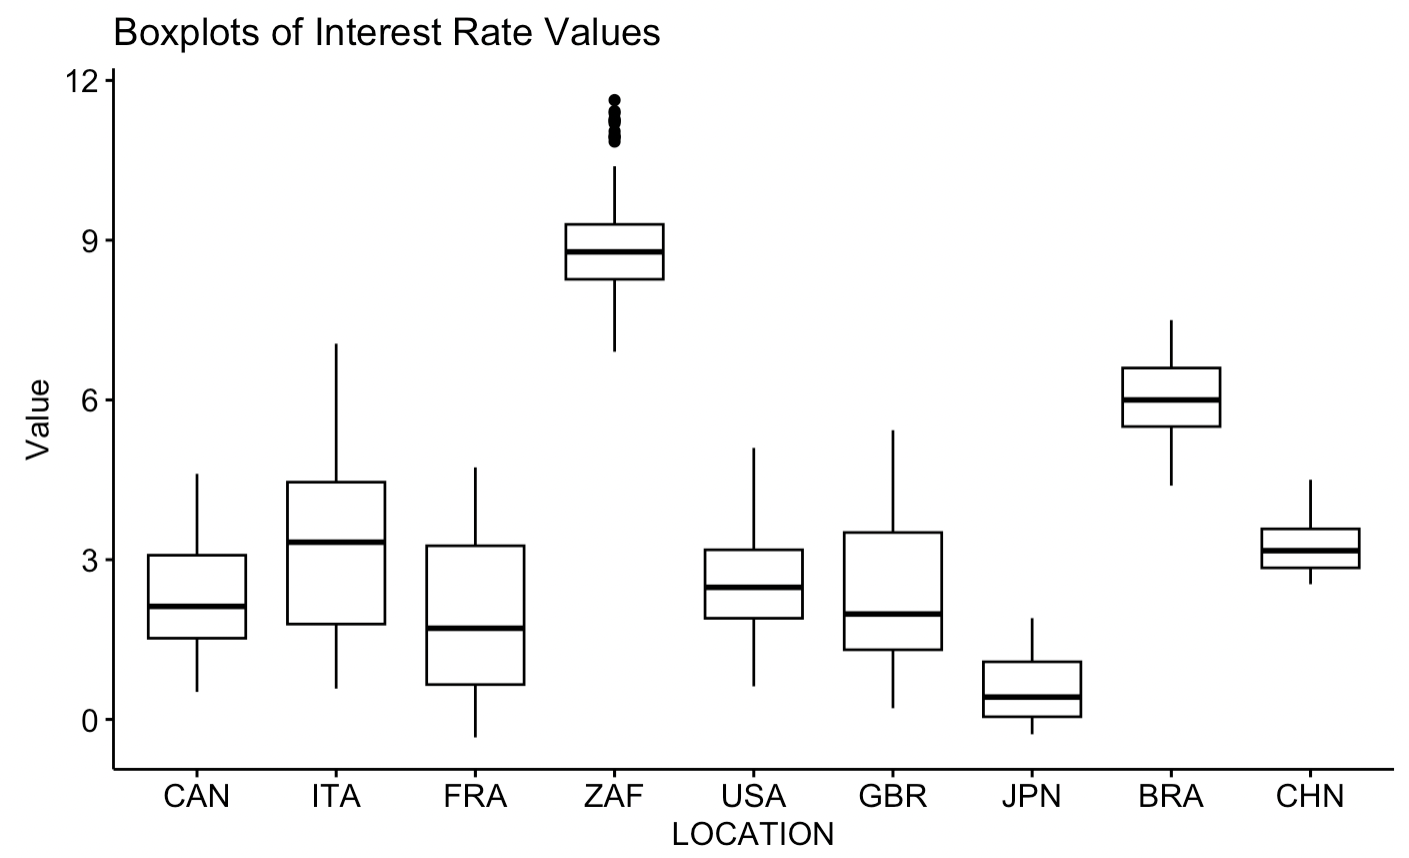 Boxplots of Interest Rate Values
12
9
6
3
0
Value
CAN ITA FRA ZAF USA GBR JPN BRA CHN
LOCATION